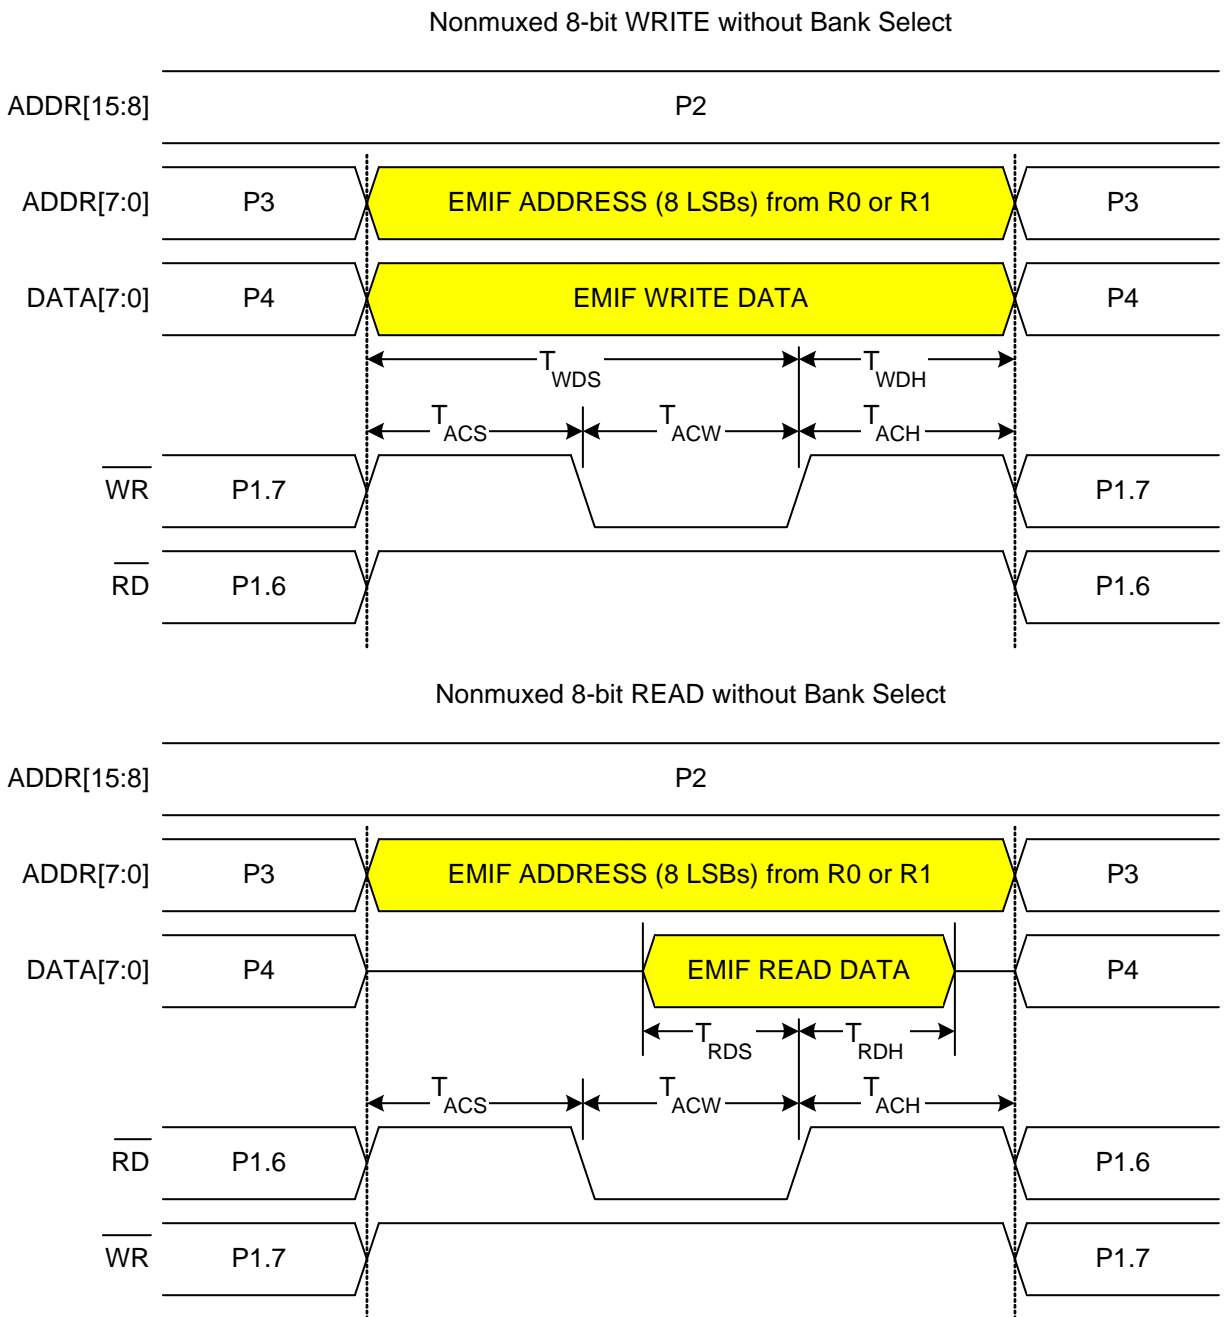 Nonmuxed 8-bit WRITE without Bank Select
ADDR[15:8] P2
ADDR[7:0] P3 EMIF ADDRESS (8 LSBs) from R0 or R1 P3
DATA[7:0] P4 EMIF WRITE DATA P4
TWDS TWDH
TACS TACW TACH
WR P1.7 P1.7
RD P1.6 P1.6
Nonmuxed 8-bit READ without Bank Select
ADDR[15:8] P2
ADDR[7:0] P3 EMIF ADDRESS (8 LSBs) from R0 or R1 P3
DATA[7:0] P4 EMIF READ DATA P4
TRDS TRDH
TACS TACW TACH
RD P1.6 P1.6
WR P1.7 P1.7